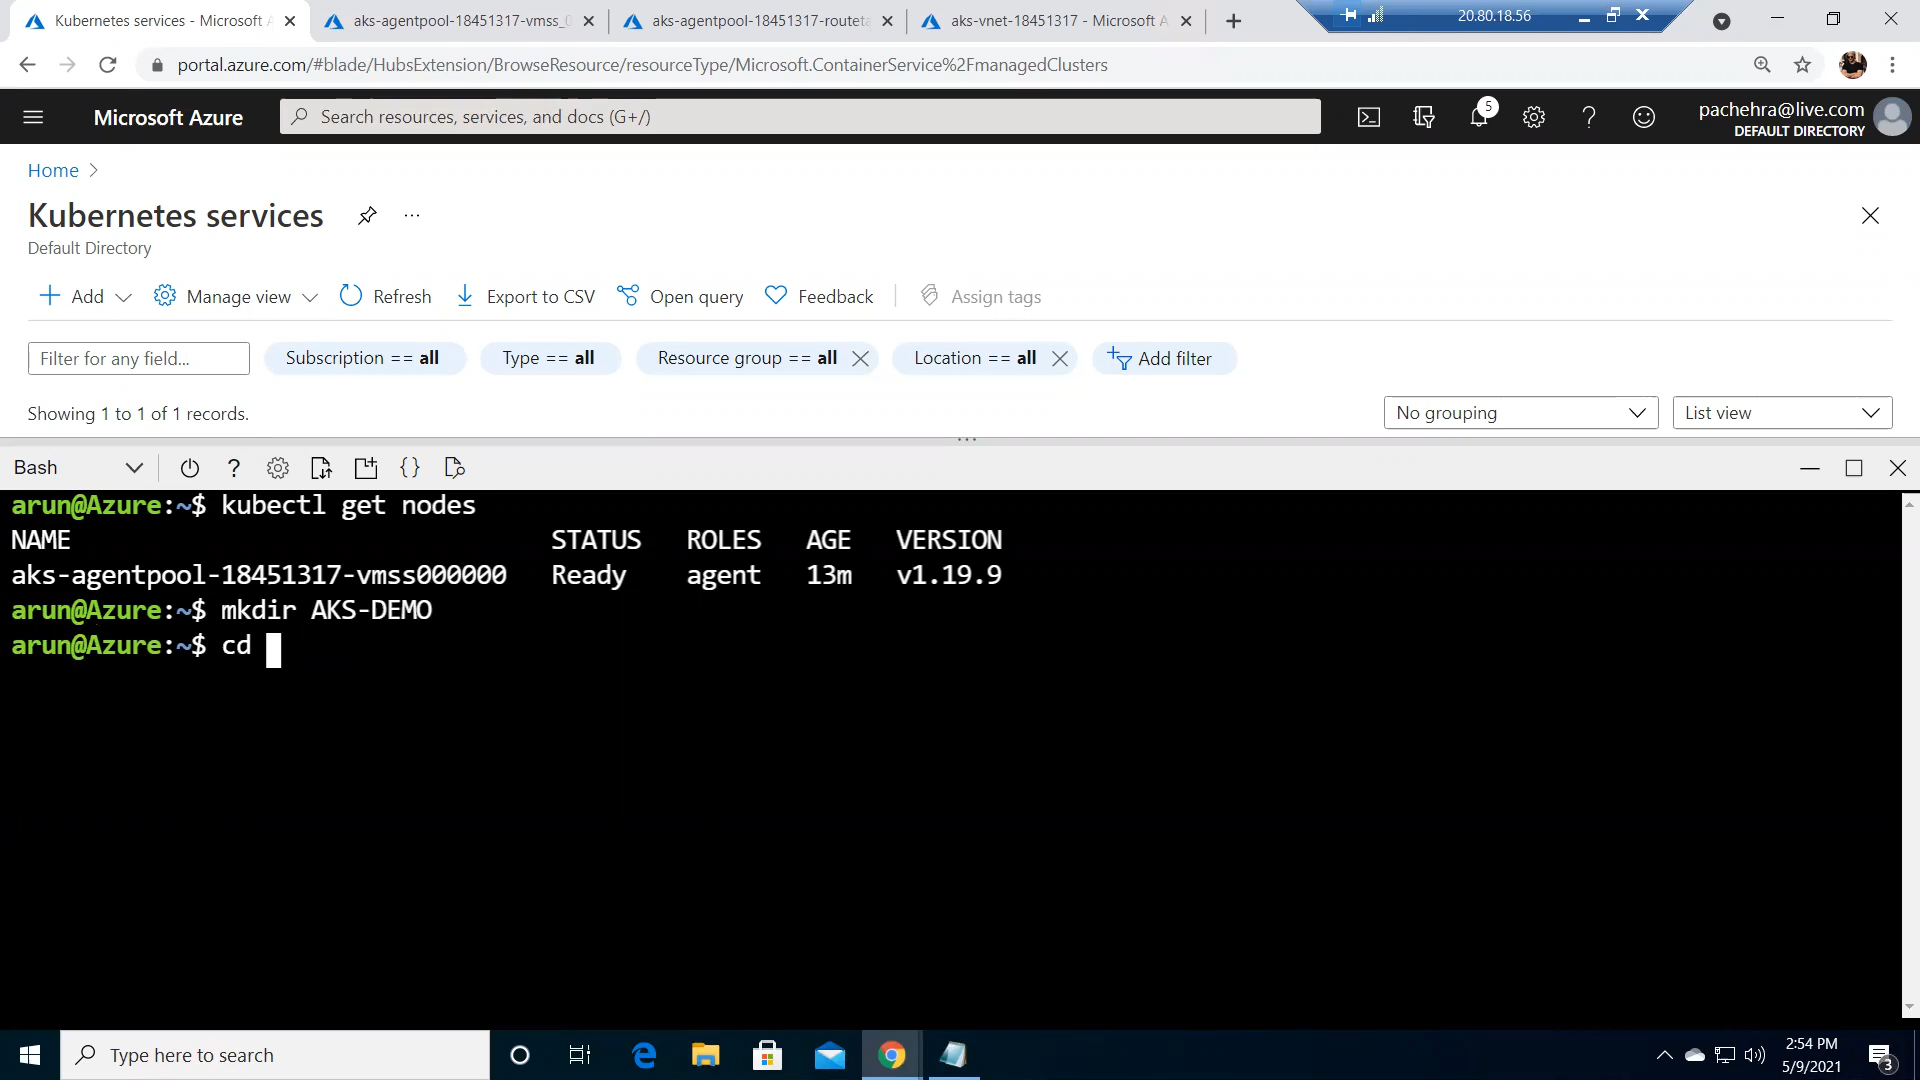 Kubernetes services - Microsoft A
aks-agentpool-18451317-vmss_0
aks-agentpool-18451317-routeta
aks-vnet-18451317 - Microsoft A
20.80.18.56
portal.azure.com/#blade/HubsExtension/BrowseResource/resourceType/Microsoft.ContainerService%2FmanagedClusters
Microsoft Azure
Search resources, services, and docs (G+/)
5
pachehra@live.com
DEFAULT DIRECTORY
Home
Kubernetes services
Default Directory
Add
Manage view
Refresh
Export to CSV
Open query
Feedback
Assign tags
Filter for any field...
Subscription == all
Type == all
Resource group == all
Location == all
Add filter
Showing 1 to 1 of 1 records.
No grouping
List view
Bash
arun@Azure:~$ kubectl get nodes
NAME STATUS ROLES AGE VERSION
aks-agentpool-18451317-vmss000000 Ready agent 13m v1.19.9
arun@Azure:~$ mkdir AKS-DEMO
arun@Azure:~$ cd
Type here to search
2:54 PM
5/9/2021
3